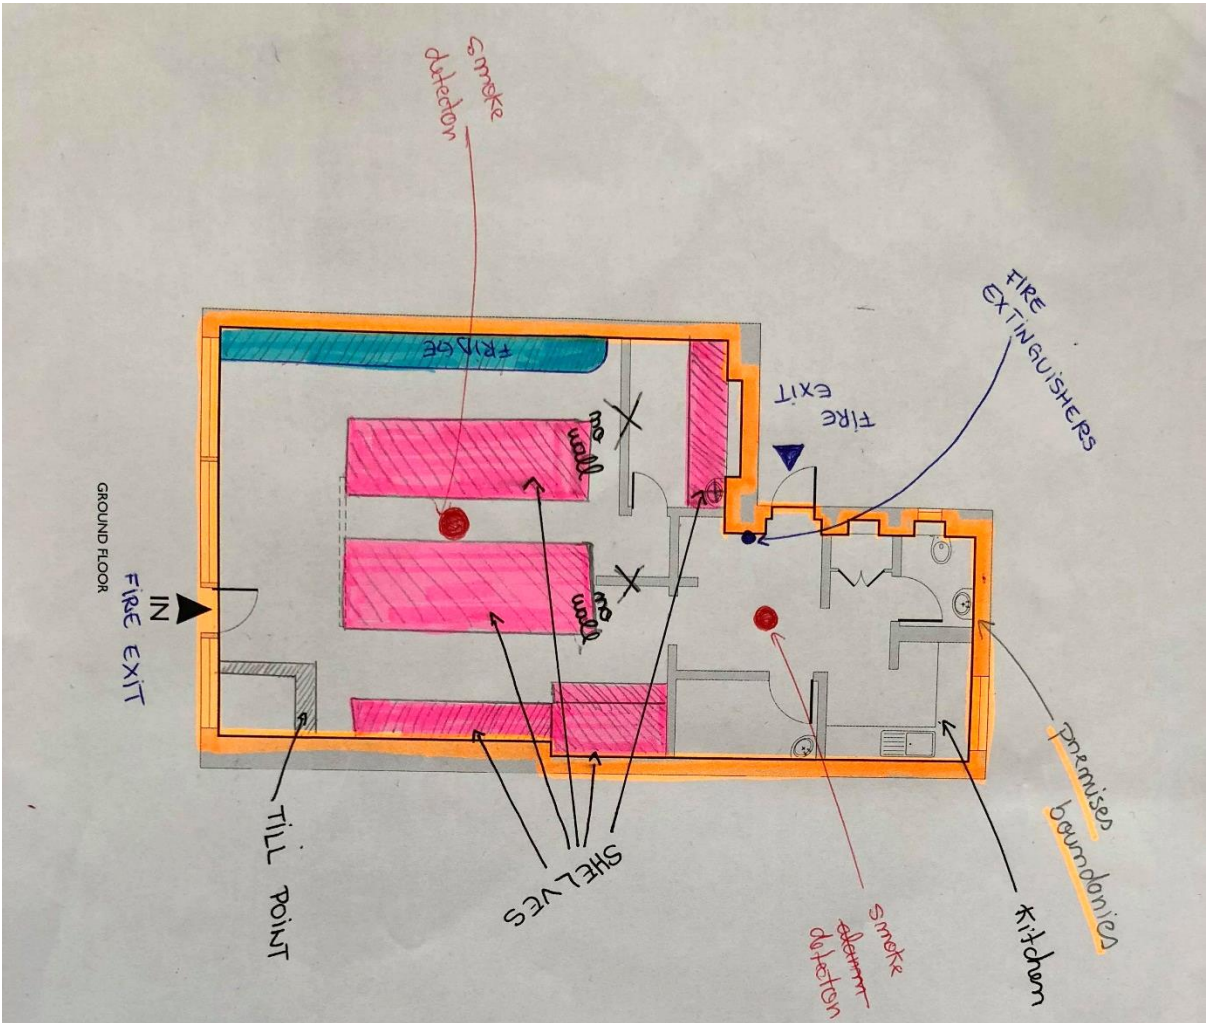 smoke
detector
FIRE
EXTINGUISHERS
FRIDGE
FIRE
EXIT
no
wall
no
wall
GROUND FLOOR
FIRE EXIT
IN
TILL POINT
SHELVES
smoke
alarm
detector
Kitchen
premises
boundaries